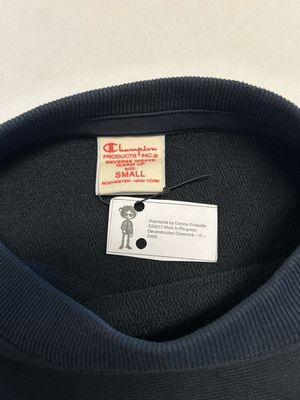 Champion
PRODUCTS INC.®
REVERSE WEAVE
WARM UP
SIZE
SMALL
ROCHESTER - NEW YORK
Vetements by Demna Gvasalia
SS2017 Work in Progress
Deconstructed Crewneck